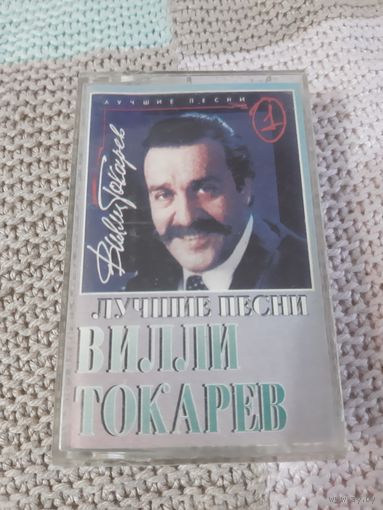 ЛУЧШИЕ ПЕСНИ
1
Вилли Токарев
ЛУЧШИЕ ПЕСНИ
ВИЛЛИ
ТОКАРЕВ